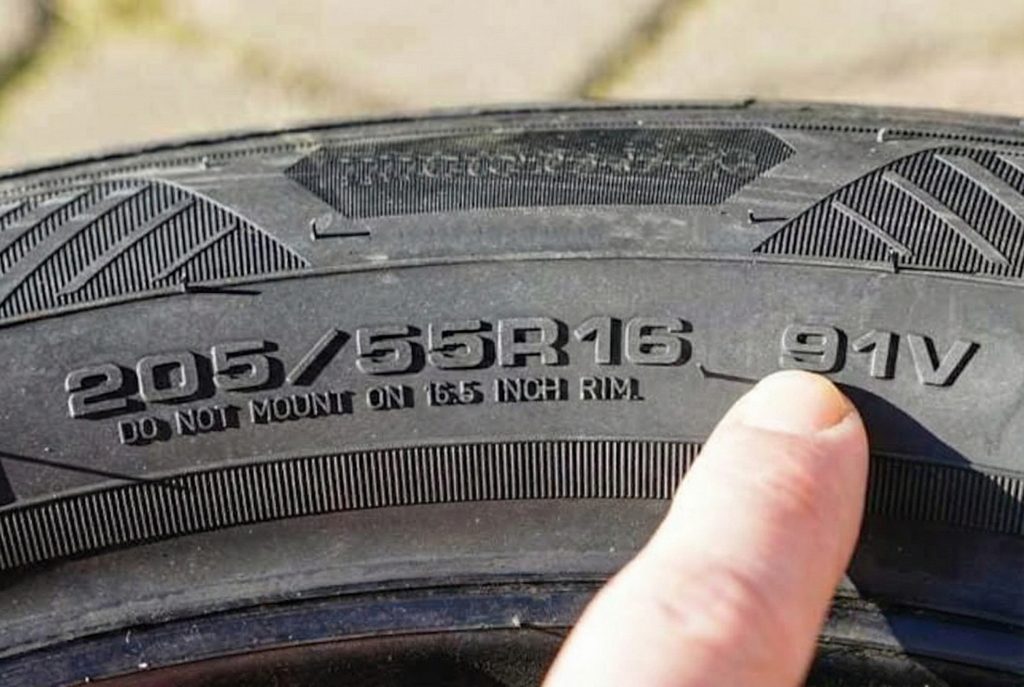 205/55R16 91V
DO NOT MOUNT ON 16.5 INCH RIM.